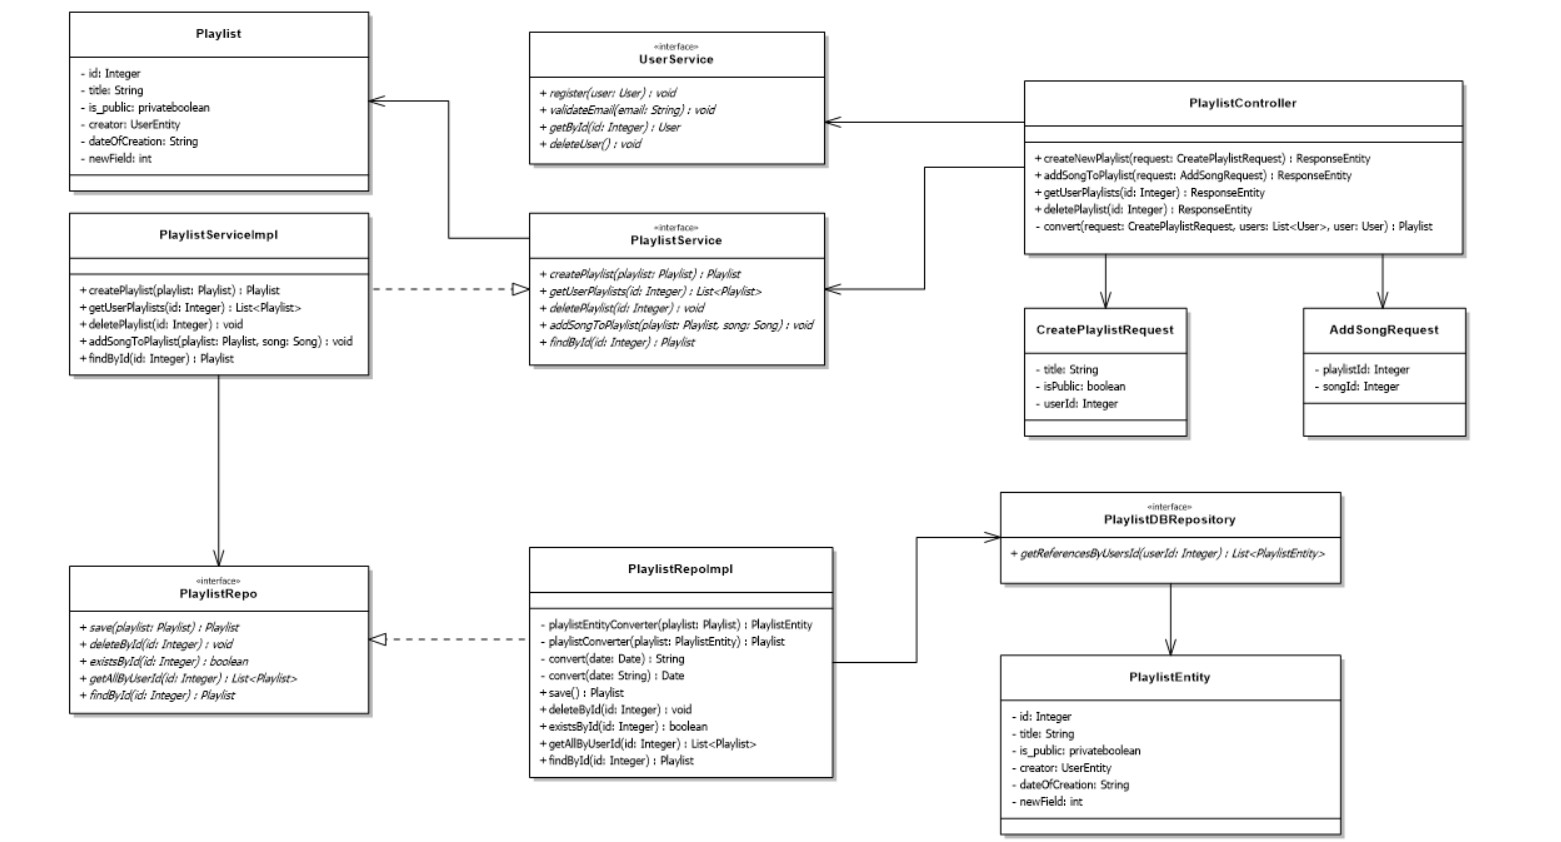 Playlist
- id: Integer
- title: String
- is_public: privateboolean
- creator: UserEntity
- dateOfCreation: String
- newField: int
«interface»
UserService
+ register(user: User) : void
+ validateEmail(email: String) : void
+ getById(id: Integer) : User
+ deleteUser() : void
PlaylistController
+ createNewPlaylist(request: CreatePlaylistRequest) : ResponseEntity
+ addSongToPlaylist(request: AddSongRequest) : ResponseEntity
+ getUserPlaylists(id: Integer) : ResponseEntity
+ deletePlaylist(id: Integer) : ResponseEntity
- convert(request: CreatePlaylistRequest, users: List<User>, user: User) : Playlist
PlaylistServiceImpl
+ createPlaylist(playlist: Playlist) : Playlist
+ getUserPlaylists(id: Integer) : List<Playlist>
+ deletePlaylist(id: Integer) : void
+ addSongToPlaylist(playlist: Playlist, song: Song) : void
+ findById(id: Integer) : Playlist
«interface»
PlaylistService
+ createPlaylist(playlist: Playlist) : Playlist
+ getUserPlaylists(id: Integer) : List<Playlist>
+ deletePlaylist(id: Integer) : void
+ addSongToPlaylist(playlist: Playlist, song: Song) : void
+ findById(id: Integer) : Playlist
CreatePlaylistRequest
- title: String
- isPublic: boolean
- userId: Integer
AddSongRequest
- playlistId: Integer
- songId: Integer
«interface»
PlaylistRepo
+ save(playlist: Playlist) : Playlist
+ deleteById(id: Integer) : void
+ existsById(id: Integer) : boolean
+ getAllByUserId(id: Integer) : List<Playlist>
+ findById(id: Integer) : Playlist
PlaylistRepoImpl
- playlistEntityConverter(playlist: Playlist) : PlaylistEntity
- playlistConverter(playlist: PlaylistEntity) : Playlist
- convert(date: Date) : String
- convert(date: String) : Date
+ save() : Playlist
+ deleteById(id: Integer) : void
+ existsById(id: Integer) : boolean
+ getAllByUserId(id: Integer) : List<Playlist>
+ findById(id: Integer) : Playlist
«interface»
PlaylistDBRepository
+ getReferencesByUsersId(userId: Integer) : List<PlaylistEntity>
PlaylistEntity
- id: Integer
- title: String
- is_public: privateboolean
- creator: UserEntity
- dateOfCreation: String
- newField: int